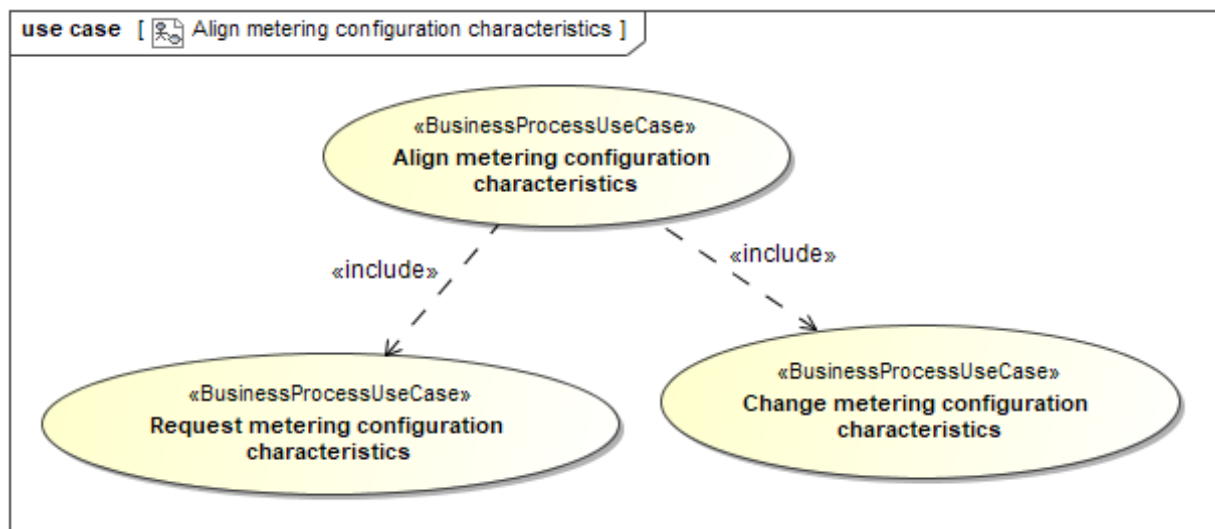 use case [ Align metering configuration characteristics ]
«BusinessProcessUseCase»
Align metering configuration
characteristics
«include»
«include»
«BusinessProcessUseCase»
Request metering configuration
characteristics
«BusinessProcessUseCase»
Change metering configuration
characteristics